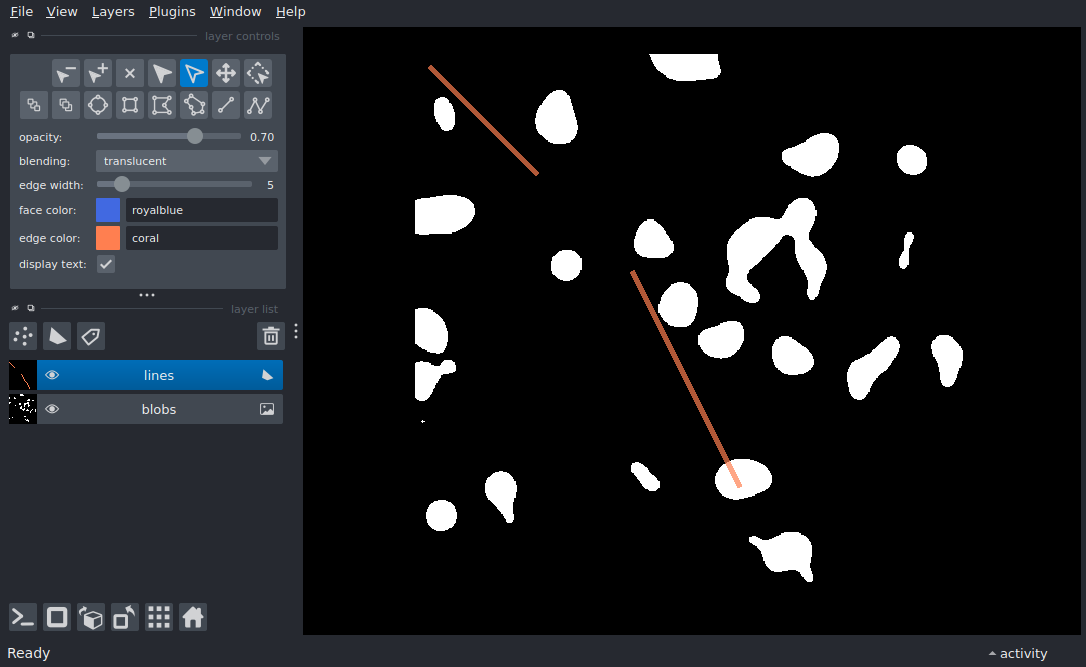 File View Layers Plugins Window Help
layer controls
opacity: 0.70
blending: translucent
edge width: 5
face color: royalblue
edge color: coral
display text:
layer list
lines
blobs
Ready activity